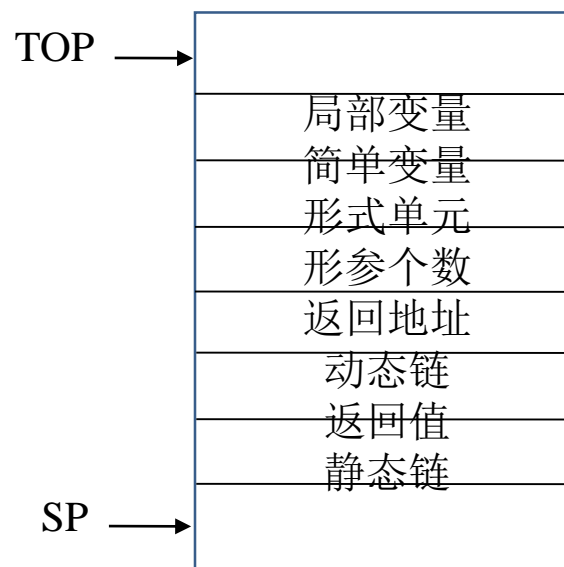 TOP
局部变量
简单变量
形式单元
形参个数
返回地址
动态链
返回值
静态链
SP